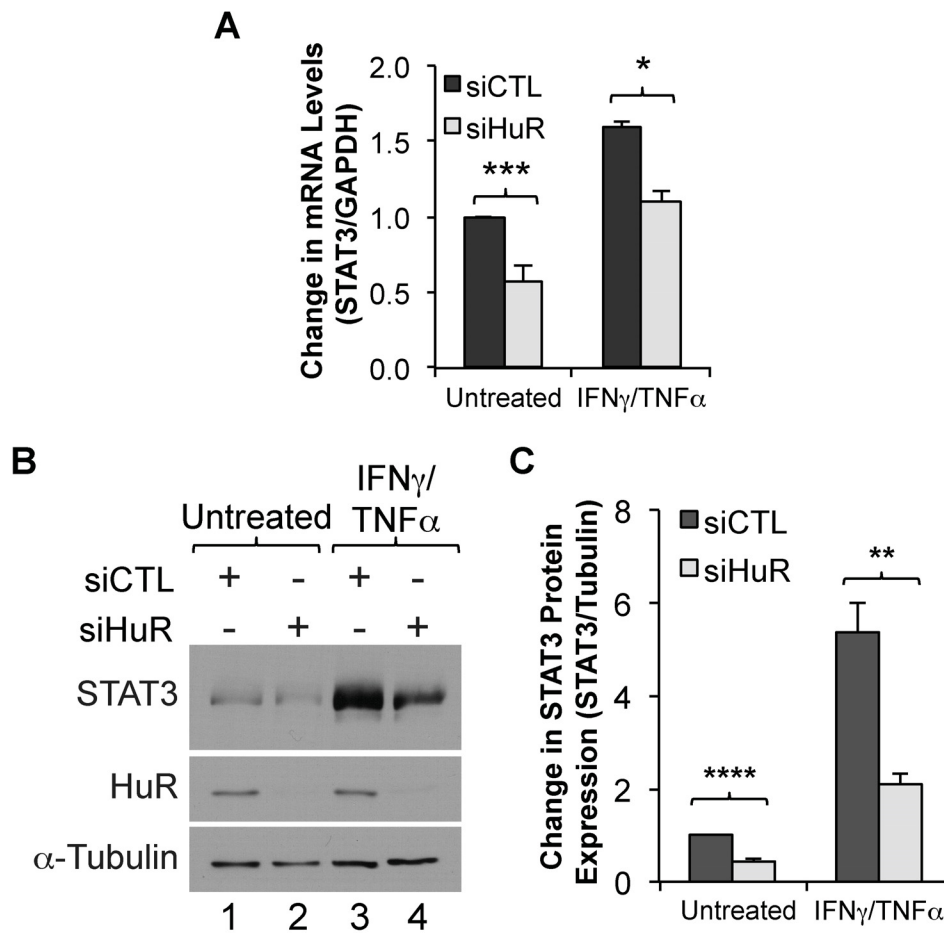 A
Change in mRNA Levels
(STAT3/GAPDH)
2.0
1.5
1.0
0.5
0.0
siCTL
siHuR
***
*
Untreated
IFNγ/TNFα
B
Untreated
IFNγ/
TNFα
siCTL + - + -
siHuR - + - +
STAT3
HuR
α-Tubulin
1 2 3 4
C
Change in STAT3 Protein
Expression (STAT3/Tubulin)
8
6
4
2
0
siCTL
siHuR
****
**
Untreated
IFNγ/TNFα